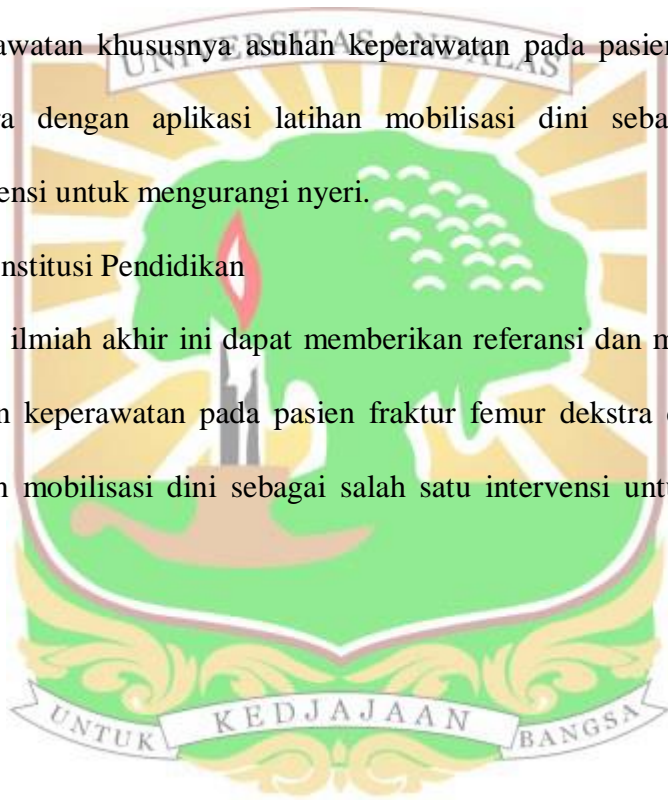 UNIVERSITAS ANDALAS
awatan khususnya asuhan keperawatan pada pasien
a dengan aplikasi latihan mobilisasi dini seba
ensi untuk mengurangi nyeri.
nstitusi Pendidikan
ilmiah akhir ini dapat memberikan referansi dan m
n keperawatan pada pasien fraktur femur dekstra
n mobilisasi dini sebagai salah satu intervensi untu
UNTUK KEDJAJAAN BANGSA